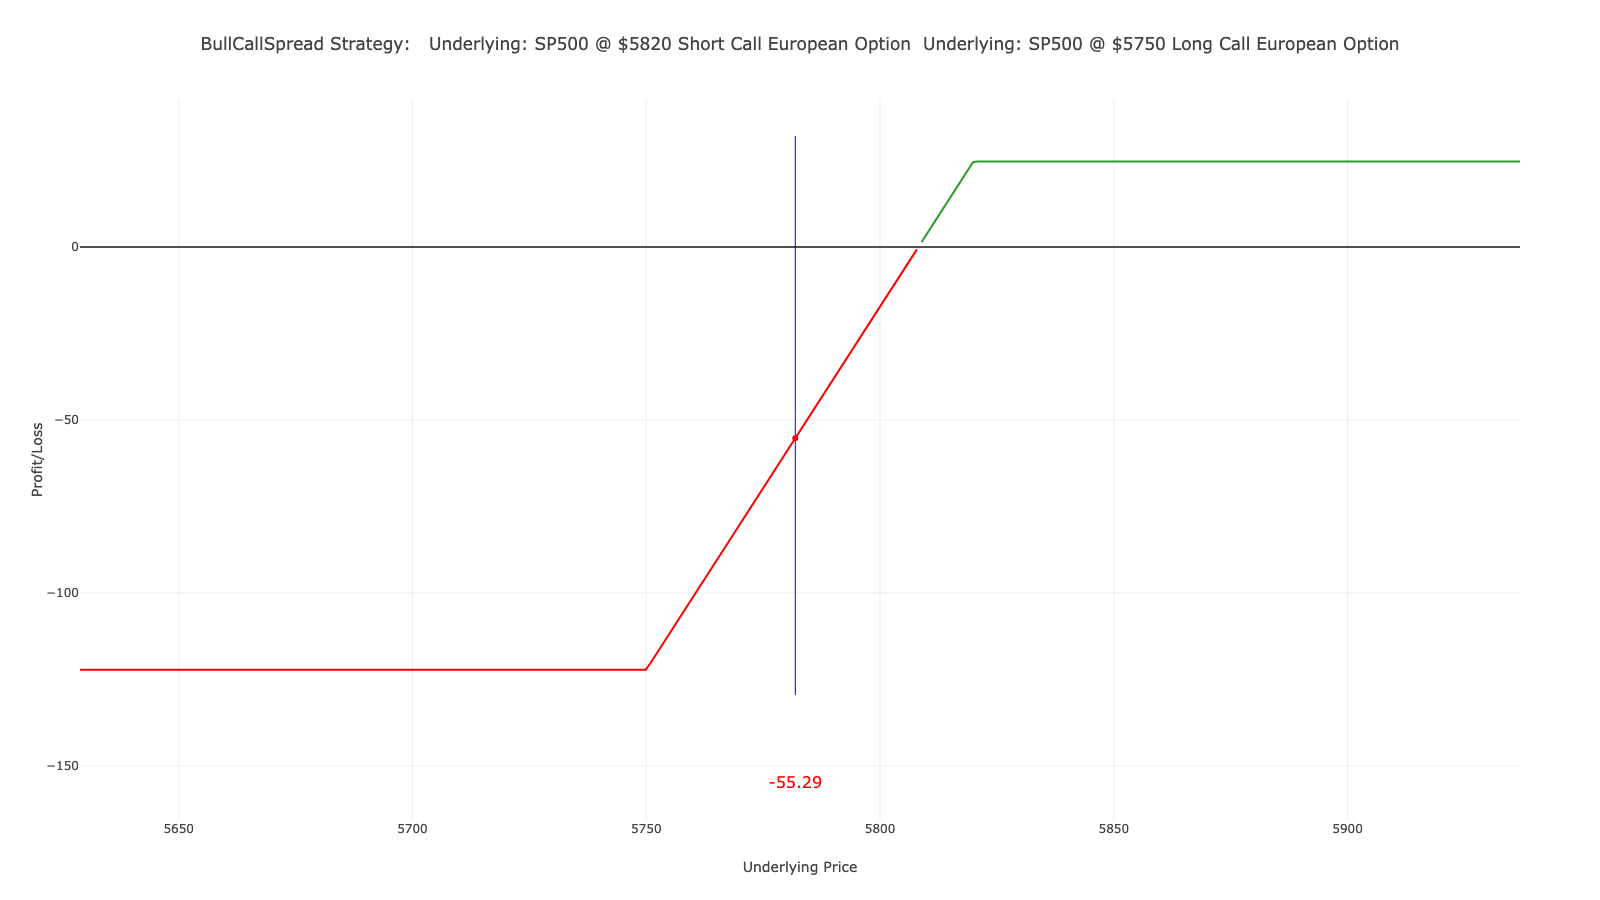 BullCallSpread Strategy:   Underlying: SP500 @ $5820 Short Call European Option  Underlying: SP500 @ $5750 Long Call European Option
0
−50
−100
−150
Profit/Loss
-55.29
5650 5700 5750 5800 5850 5900
Underlying Price